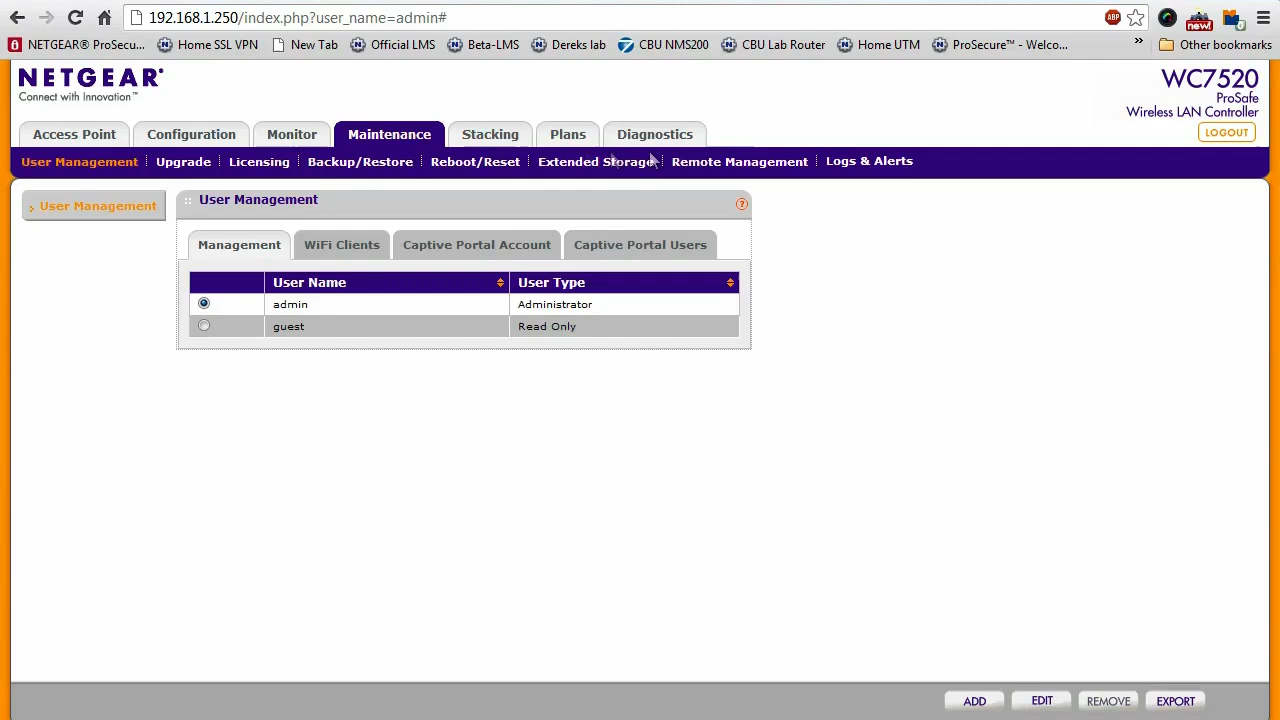 192.168.1.250/index.php?user_name=admin#
ABP
new!
NETGEAR® ProSecu... Home SSL VPN New Tab Official LMS Beta-LMS Dereks lab CBU NMS200 CBU Lab Router Home UTM ProSecure™ - Welco... » Other bookmarks
NETGEAR®
Connect with Innovation™
WC7520
ProSafe
Wireless LAN Controller
LOGOUT
Access Point Configuration Monitor Maintenance Stacking Plans Diagnostics
User Management Upgrade Licensing Backup/Restore Reboot/Reset Extended Storage Remote Management Logs & Alerts
User Management
User Management ?
Management WiFi Clients Captive Portal Account Captive Portal Users
User Name User Type
admin Administrator
guest Read Only
ADD EDIT REMOVE EXPORT